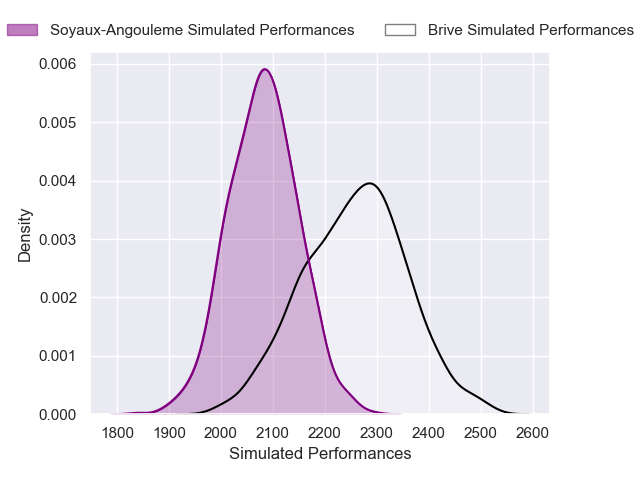 Soyaux-Angouleme Simulated Performances
Brive Simulated Performances
0.006
0.005
0.004
0.003
0.002
0.001
0.000
Density
1800 1900 2000 2100 2200 2300 2400 2500 2600
Simulated Performances